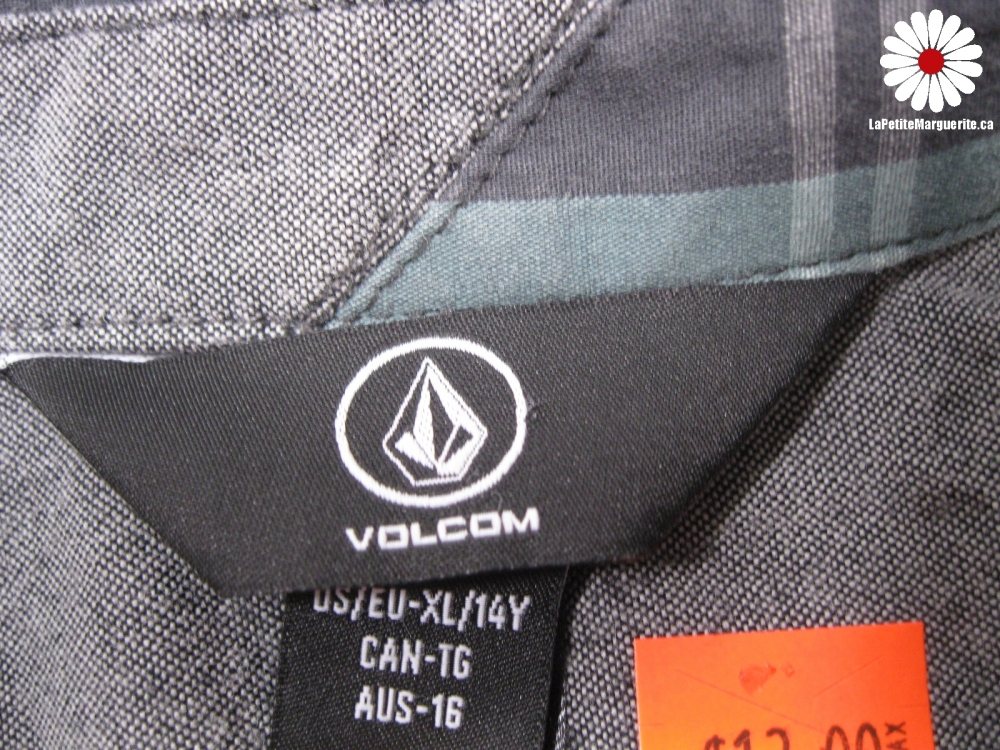 LaPetiteMarguerite.ca
VOLCOM
US/EU-XL/14Y
CAN-TG
AUS-16